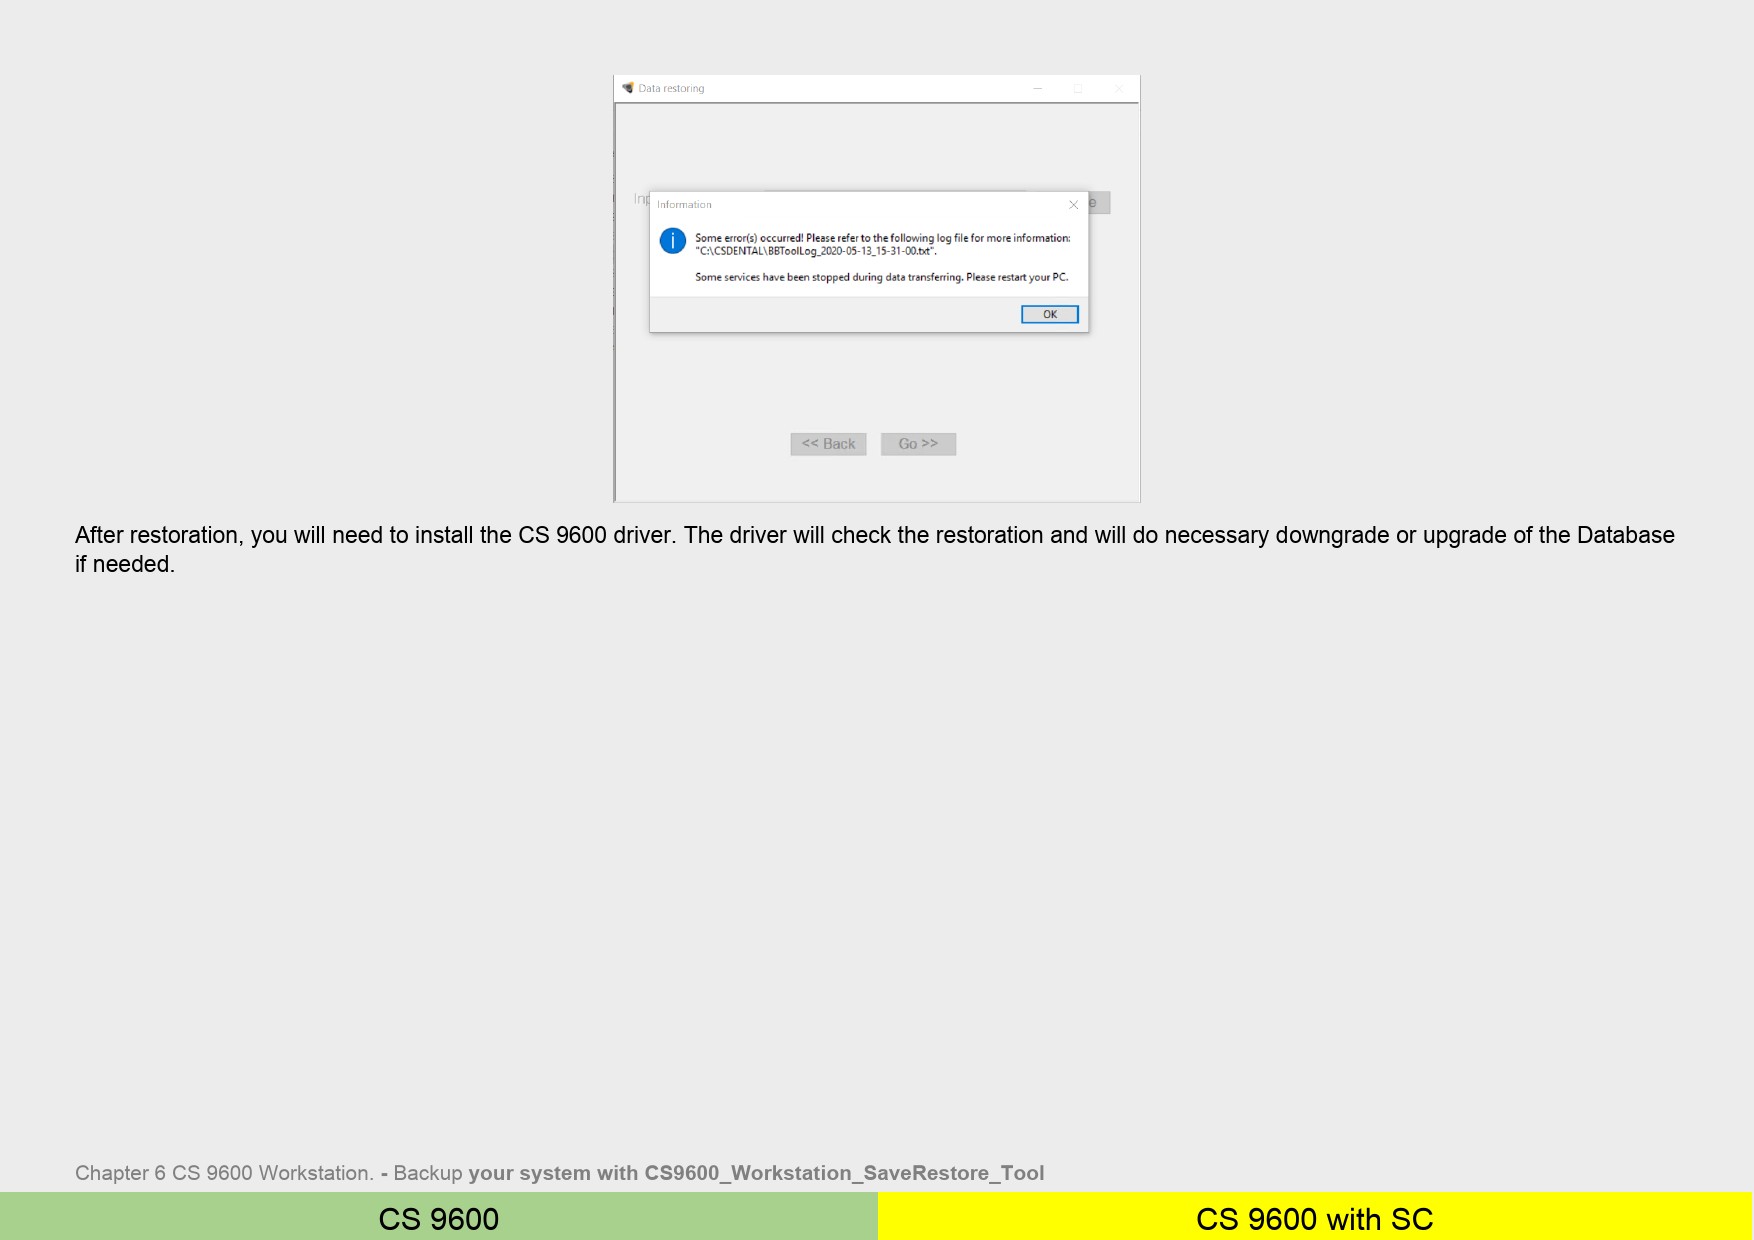 Data restoring
Information
Some error(s) occurred! Please refer to the following log file for more information:
"C:\CSDENTAL\BBToolLog_2020-05-13_15-31-00.txt".
Some services have been stopped during data transferring. Please restart your PC.
OK
<< Back
Go >>
After restoration, you will need to install the CS 9600 driver. The driver will check the restoration and will do necessary downgrade or upgrade of the Database
if needed.
Chapter 6 CS 9600 Workstation. - Backup your system with CS9600_Workstation_SaveRestore_Tool
CS 9600
CS 9600 with SC